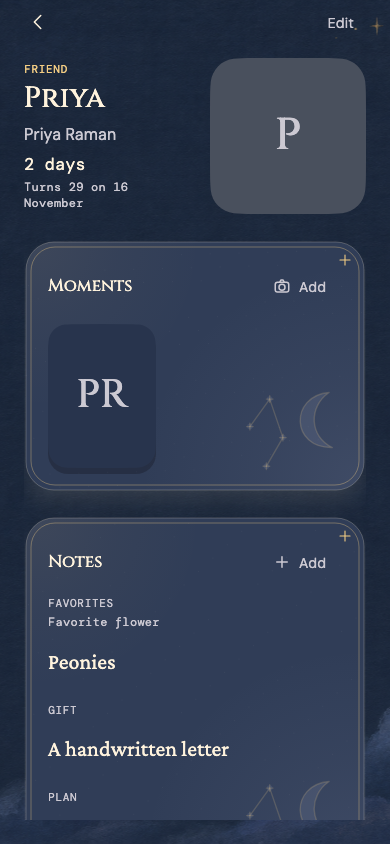 Edit
FRIEND
PRIYA
Priya Raman
2 days
Turns 29 on 16
November
P
MOMENTS
Add
PR
NOTES
Add
FAVORITES
Favorite flower
Peonies
GIFT
A handwritten letter
PLAN